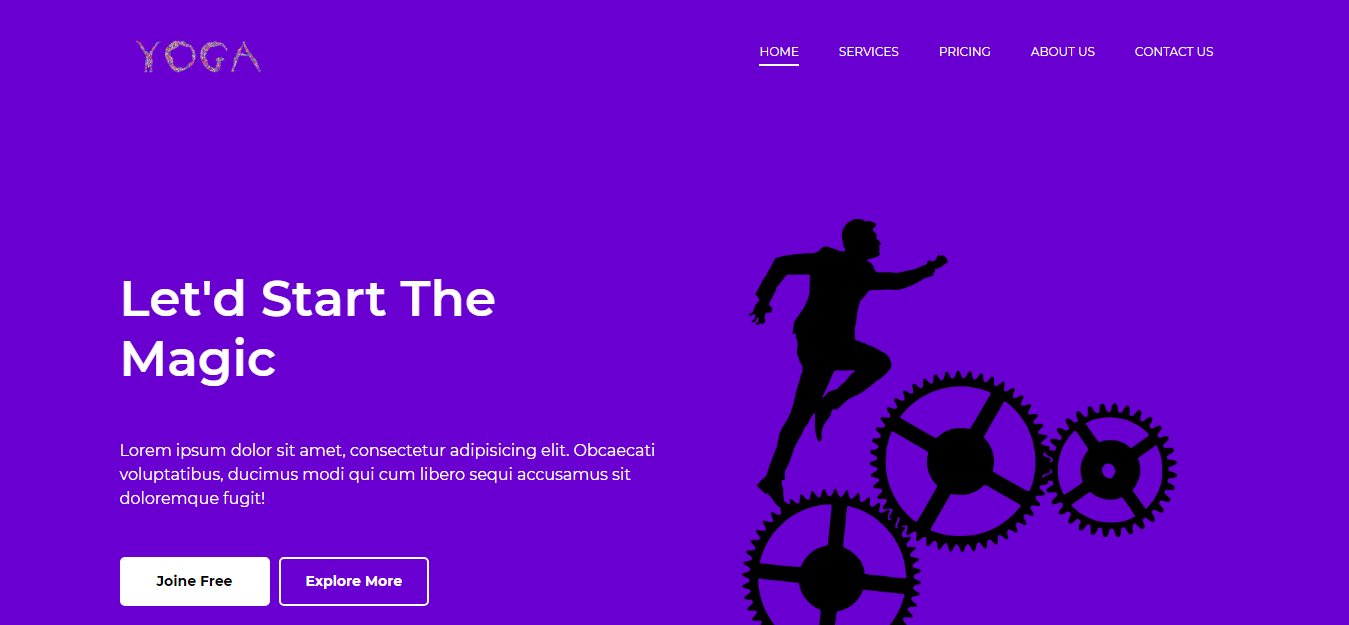 YOGA
HOME SERVICES PRICING ABOUT US CONTACT US
Let'd Start The
Magic
Lorem ipsum dolor sit amet, consectetur adipisicing elit. Obcaecati
voluptatibus, ducimus modi qui cum libero sequi accusamus sit
doloremque fugit!
Joine Free Explore More